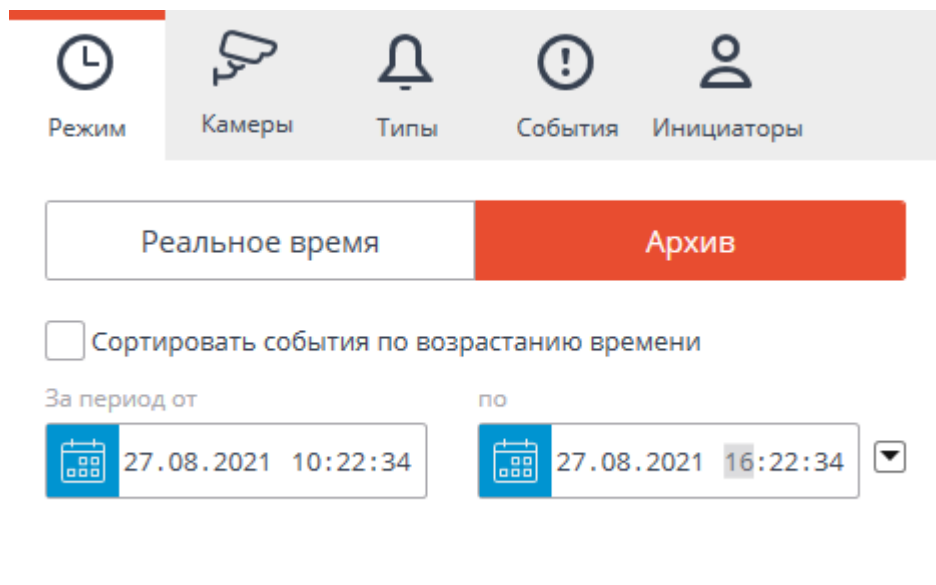 Режим Камеры Типы События Инициаторы
Реальное время Архив
Сортировать события по возрастанию времени
За период от по
27.08.2021 10:22:34 27.08.2021 16:22:34